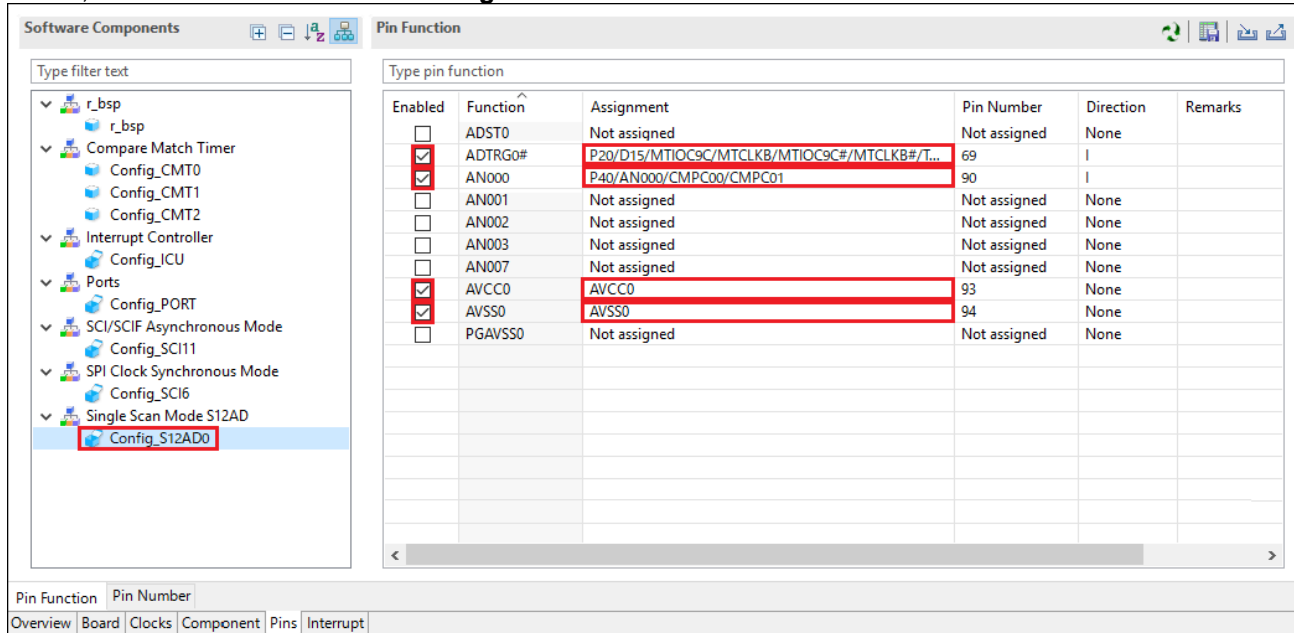 Software Components
Pin Function
Type filter text
Type pin function
r_bsp
r_bsp
Compare Match Timer
Config_CMT0
Config_CMT1
Config_CMT2
Interrupt Controller
Config_ICU
Ports
Config_PORT
SCI/SCIF Asynchronous Mode
Config_SCI11
SPI Clock Synchronous Mode
Config_SCI6
Single Scan Mode S12AD
Config_S12AD0
Enabled Function Assignment Pin Number Direction Remarks
ADST0 Not assigned Not assigned None
ADTRG0# P20/D15/MTIOC9C/MTCLKB/MTIOC9C#/MTCLKB#/T... 69 I
AN000 P40/AN000/CMPC00/CMPC01 90 I
AN001 Not assigned Not assigned None
AN002 Not assigned Not assigned None
AN003 Not assigned Not assigned None
AN007 Not assigned Not assigned None
AVCC0 AVCC0 93 None
AVSS0 AVSS0 94 None
PGAVSS0 Not assigned Not assigned None
Pin Function Pin Number
Overview Board Clocks Component Pins Interrupt